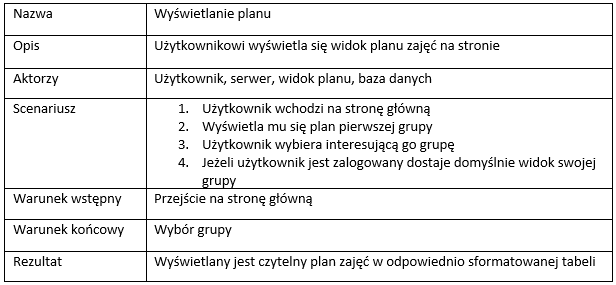 Nazwa Wyświetlanie planu
Opis Użytkownikowi wyświetla się widok planu zajęć na stronie
Aktorzy Użytkownik, serwer, widok planu, baza danych
Scenariusz 1. Użytkownik wchodzi na stronę główną
2. Wyświetla mu się plan pierwszej grupy
3. Użytkownik wybiera interesującą go grupę
4. Jeżeli użytkownik jest zalogowany dostaje domyślnie widok swojej
grupy
Warunek wstępny Przejście na stronę główną
Warunek końcowy Wybór grupy
Rezultat Wyświetlany jest czytelny plan zajęć w odpowiednio sformatowanej tabeli